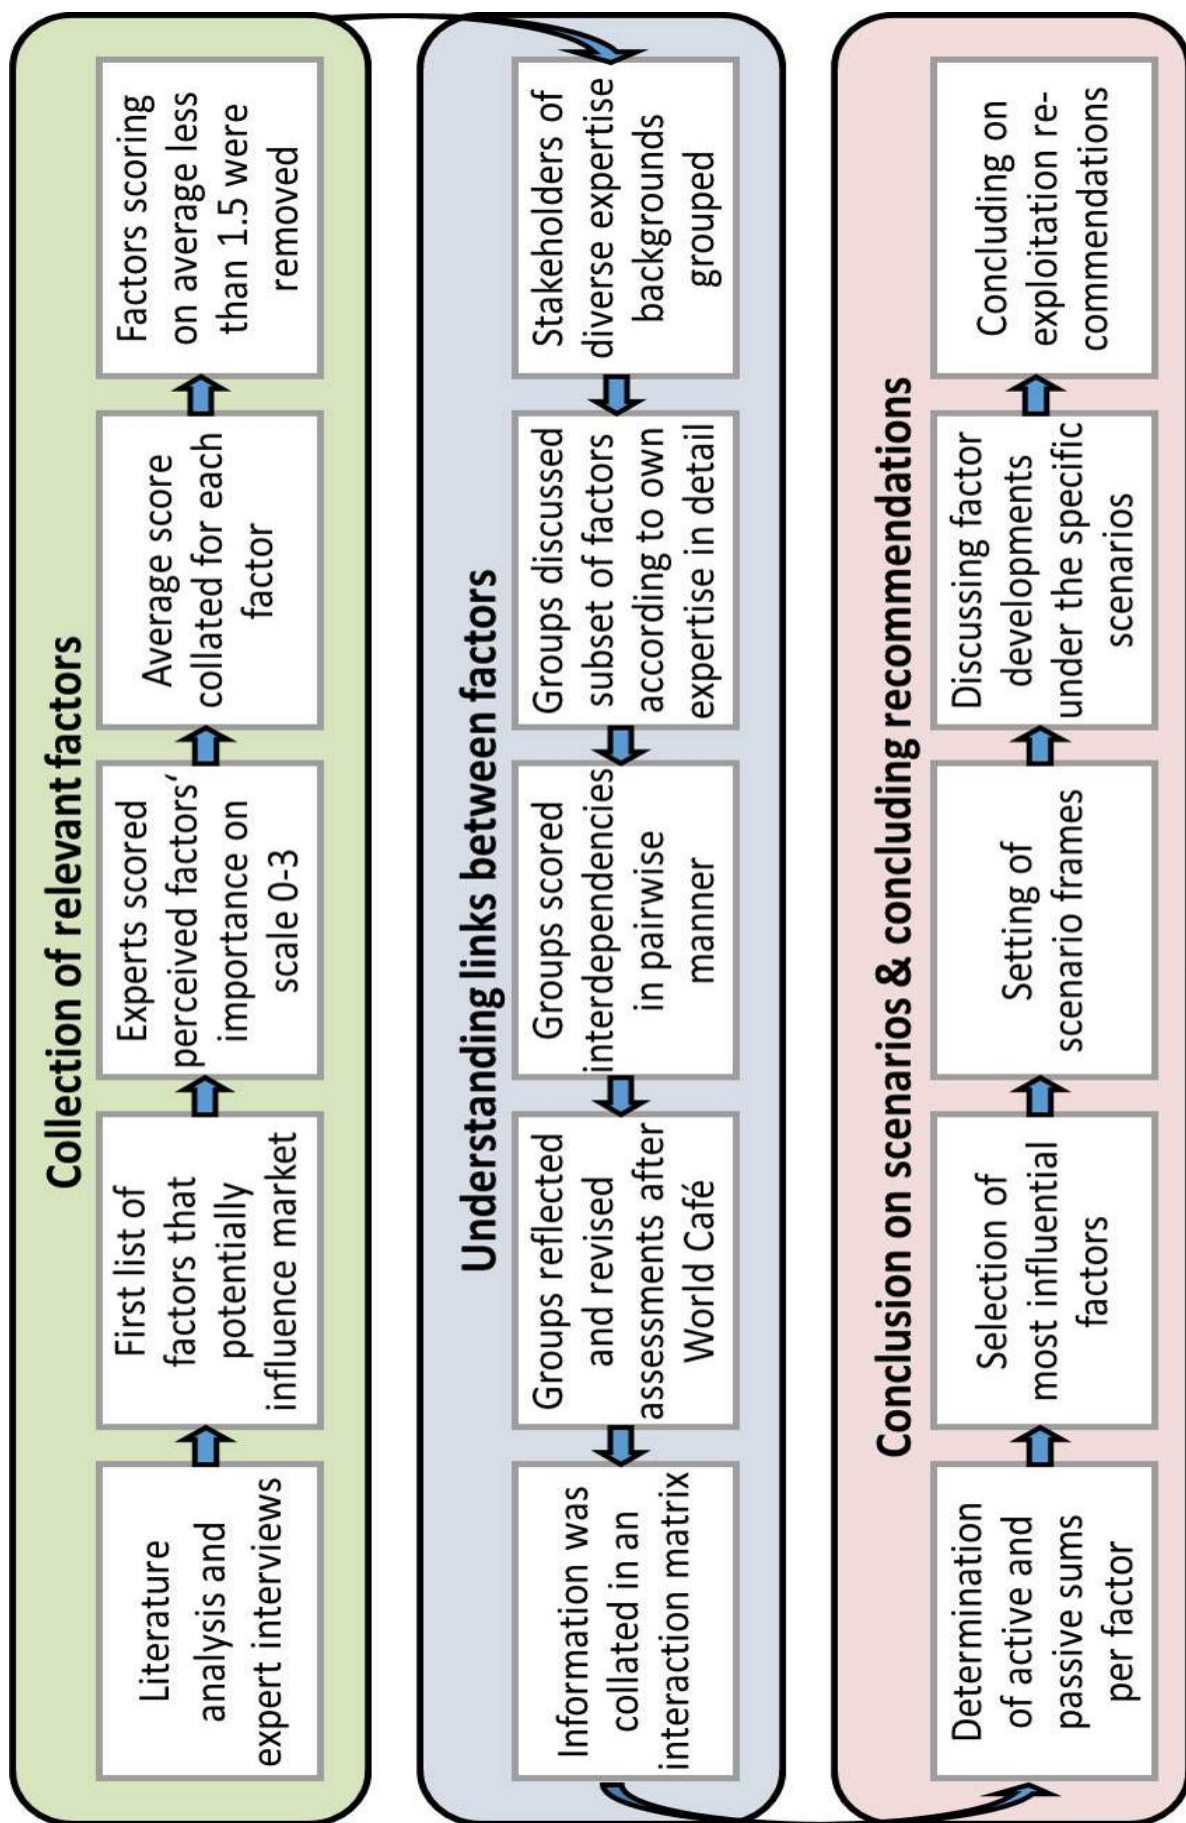 Collection of relevant factors
Literature
analysis and
expert interviews
First list of
factors that
potentially
influence market
Experts scored
perceived factors‘
importance on
scale 0-3
Average score
collated for each
factor
Factors scoring
on average less
than 1.5 were
removed
Understanding links between factors
Stakeholders of
diverse expertise
backgrounds
grouped
Groups discussed
subset of factors
according to own
expertise in detail
Groups scored
interdependencies
in pairwise
manner
Groups reflected
and revised
assessments after
World Café
Information was
collated in an
interaction matrix
Conclusion on scenarios & concluding recommendations
Determination
of active and
passive sums
per factor
Selection of
most influential
factors
Setting of
scenario frames
Discussing factor
developments
under the specific
scenarios
Concluding on
exploitation re-
commendations